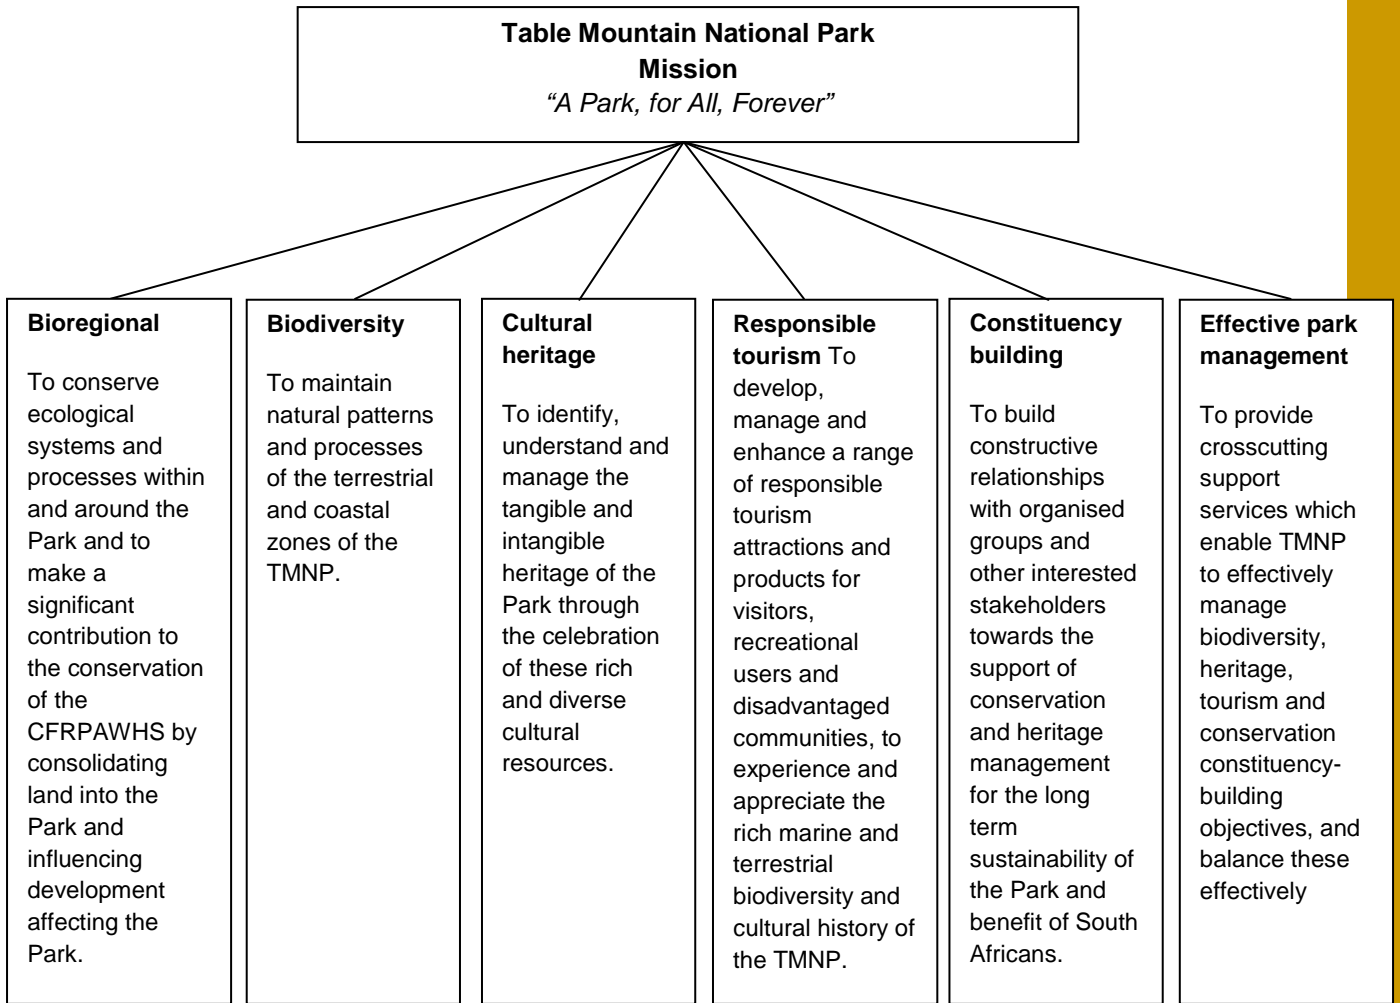 Table Mountain National Park
Mission
“A Park, for All, Forever”
Bioregional
To conserve
ecological
systems and
processes within
and around the
Park and to
make a
significant
contribution to
the conservation
of the
CFRPAWHS by
consolidating
land into the
Park and
influencing
development
affecting the
Park.
Biodiversity
To maintain
natural patterns
and processes
of the terrestrial
and coastal
zones of the
TMNP.
Cultural
heritage
To identify,
understand and
manage the
tangible and
intangible
heritage of the
Park through
the celebration
of these rich
and diverse
cultural
resources.
Responsible
tourism To
develop,
manage and
enhance a range
of responsible
tourism
attractions and
products for
visitors,
recreational
users and
disadvantaged
communities, to
experience and
appreciate the
rich marine and
terrestrial
biodiversity and
cultural history of
the TMNP.
Constituency
building
To build
constructive
relationships
with organised
groups and
other interested
stakeholders
towards the
support of
conservation
and heritage
management
for the long
term
sustainability of
the Park and
benefit of South
Africans.
Effective park
management
To provide
crosscutting
support
services which
enable TMNP
to effectively
manage
biodiversity,
heritage,
tourism and
conservation
constituency-
building
objectives, and
balance these
effectively